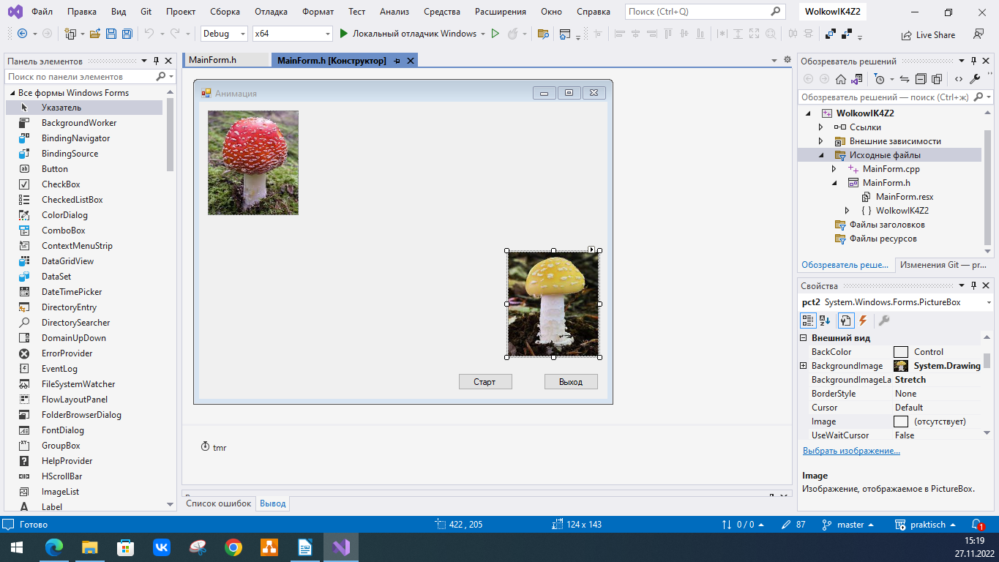 Файл Правка Вид Git Проект Сборка Отладка Формат Тест Анализ Средства Расширения Окно Справка Поиск (Ctrl+Q) WolkowIK4Z2
Debug x64 Локальный отладчик Windows Live Share
Панель элементов
Поиск по панели элементов
Все формы Windows Forms
Указатель
BackgroundWorker
BindingNavigator
BindingSource
Button
CheckBox
CheckedListBox
ColorDialog
ComboBox
ContextMenuStrip
DataGridView
DataSet
DateTimePicker
DirectoryEntry
DirectorySearcher
DomainUpDown
ErrorProvider
EventLog
FileSystemWatcher
FlowLayoutPanel
FolderBrowserDialog
FontDialog
GroupBox
HelpProvider
HScrollBar
ImageList
Label
MainForm.h MainForm.h [Конструктор]
Анимация
Старт Выход
tmr
Список ошибок Вывод
Обозреватель решений
Обозреватель решений — поиск (Ctrl+ж)
WolkowIK4Z2
Ссылки
Внешние зависимости
Исходные файлы
MainForm.cpp
MainForm.h
MainForm.resx
{ } WolkowIK4Z2
Файлы заголовков
Файлы ресурсов
Обозреватель реше... Изменения Git — pr...
Свойства
pct2 System.Windows.Forms.PictureBox
Внешний вид
BackColor Control
BackgroundImage System.Drawing
BackgroundImageLa Stretch
BorderStyle None
Cursor Default
Image (отсутствует)
UseWaitCursor False
Выбрать изображение...
Image
Изображение, отображаемое в PictureBox.
Готово 422 , 205 124 x 143 0 / 0 87 master praktisch 1
15:19
27.11.2022